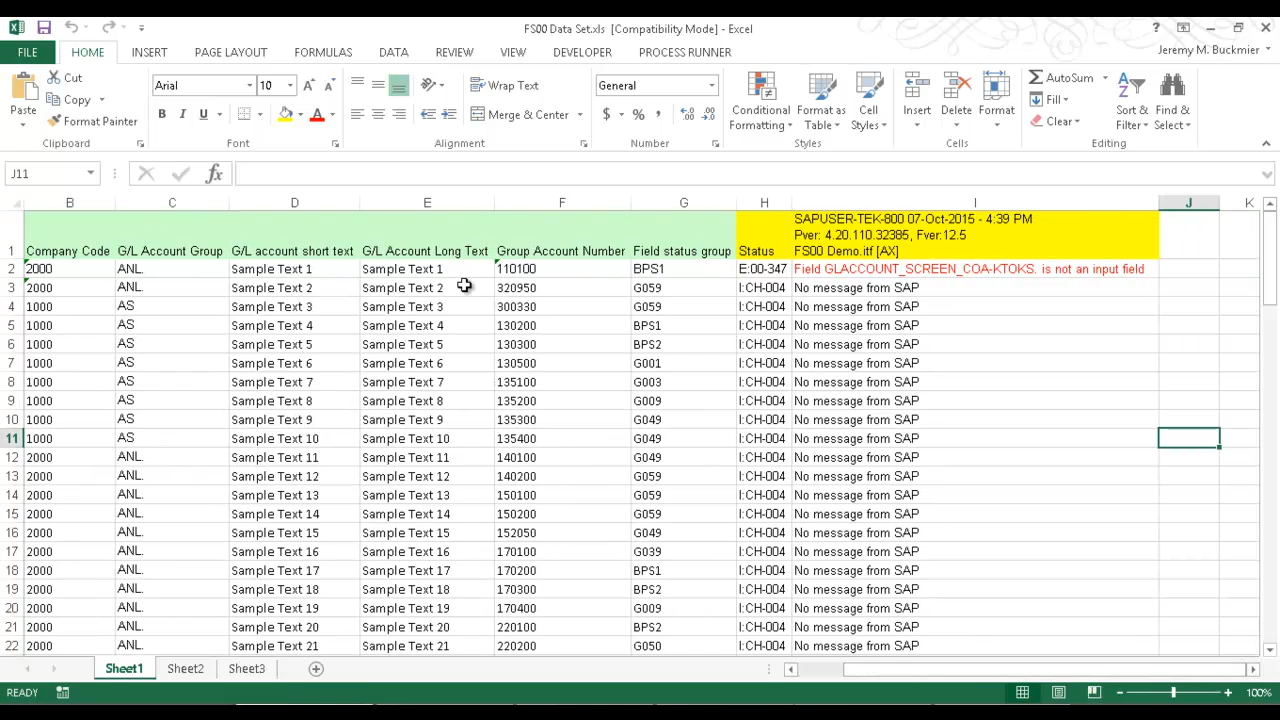 FS00 Data Set.xls [Compatibility Mode] - Excel
FILE HOME INSERT PAGE LAYOUT FORMULAS DATA REVIEW VIEW DEVELOPER PROCESS RUNNER Jeremy M. Buckmier
Paste Cut Copy Format Painter Clipboard
Arial 10 B I U Font
Wrap Text Merge & Center Alignment
General $ % , Number
Conditional Formatting Format as Table Cell Styles Styles
Insert Delete Format Cells
AutoSum Fill Clear Sort & Filter Find & Select Editing
J11 fx
B C D E F G H I J K
1 Company Code G/L Account Group G/L account short text G/L Account Long Text Group Account Number Field status group Status
SAPUSER-TEK-800 07-Oct-2015 - 4:39 PM
Pver: 4.20.110.32385, Fver:12.5
FS00 Demo.itf [AX]
2 2000 ANL. Sample Text 1 Sample Text 1 110100 BPS1 E:00-347 Field GLACCOUNT_SCREEN_COA-KTOKS. is not an input field
3 2000 ANL. Sample Text 2 Sample Text 2 320950 G059 I:CH-004 No message from SAP
4 1000 AS Sample Text 3 Sample Text 3 300330 G059 I:CH-004 No message from SAP
5 1000 AS Sample Text 4 Sample Text 4 130200 BPS1 I:CH-004 No message from SAP
6 1000 AS Sample Text 5 Sample Text 5 130300 BPS2 I:CH-004 No message from SAP
7 1000 AS Sample Text 6 Sample Text 6 130500 G001 I:CH-004 No message from SAP
8 1000 AS Sample Text 7 Sample Text 7 135100 G003 I:CH-004 No message from SAP
9 1000 AS Sample Text 8 Sample Text 8 135200 G009 I:CH-004 No message from SAP
10 1000 AS Sample Text 9 Sample Text 9 135300 G049 I:CH-004 No message from SAP
11 1000 AS Sample Text 10 Sample Text 10 135400 G049 I:CH-004 No message from SAP
12 2000 ANL. Sample Text 11 Sample Text 11 140100 G049 I:CH-004 No message from SAP
13 2000 ANL. Sample Text 12 Sample Text 12 140200 G059 I:CH-004 No message from SAP
14 2000 ANL. Sample Text 13 Sample Text 13 150100 G059 I:CH-004 No message from SAP
15 2000 ANL. Sample Text 14 Sample Text 14 150200 G059 I:CH-004 No message from SAP
16 2000 ANL. Sample Text 15 Sample Text 15 152050 G049 I:CH-004 No message from SAP
17 2000 ANL. Sample Text 16 Sample Text 16 170100 G039 I:CH-004 No message from SAP
18 2000 ANL. Sample Text 17 Sample Text 17 170200 BPS1 I:CH-004 No message from SAP
19 2000 ANL. Sample Text 18 Sample Text 18 170300 BPS2 I:CH-004 No message from SAP
20 2000 ANL. Sample Text 19 Sample Text 19 170400 G009 I:CH-004 No message from SAP
21 2000 ANL. Sample Text 20 Sample Text 20 220100 BPS2 I:CH-004 No message from SAP
22 2000 ANL. Sample Text 21 Sample Text 21 220200 G050 I:CH-004 No message from SAP
Sheet1 Sheet2 Sheet3
READY 100%